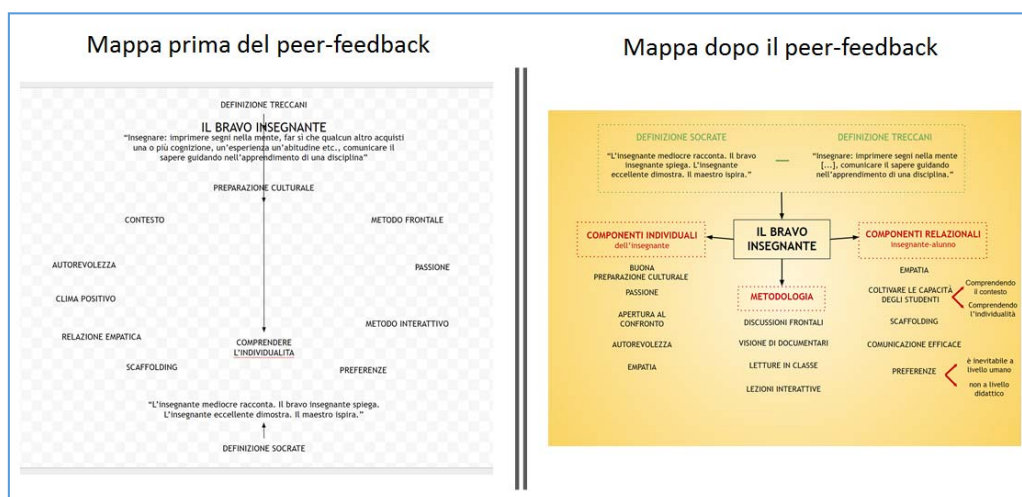 Mappa prima del peer-feedback
DEFINIZIONE TRECCANI
IL BRAVO INSEGNANTE
"Insegnare: imprimere segni nella mente, far sì che qualcun altro acquisti
una o più cognizione, un'esperienza un'abitudine etc., comunicare il
sapere guidando nell'apprendimento di una disciplina"
PREPARAZIONE CULTURALE
CONTESTO
METODO FRONTALE
AUTOREVOLEZZA
PASSIONE
CLIMA POSITIVO
METODO INTERATTIVO
RELAZIONE EMPATICA
COMPRENDERE
L'INDIVIDUALITA
SCAFFOLDING
PREFERENZE
"L'insegnante mediocre racconta. Il bravo insegnante spiega.
L'insegnante eccellente dimostra. Il maestro ispira."
DEFINIZIONE SOCRATE
Mappa dopo il peer-feedback
DEFINIZIONE SOCRATE
"L'insegnante mediocre racconta. Il bravo
insegnante spiega. L'insegnante
eccellente dimostra. Il maestro ispira."
DEFINIZIONE TRECCANI
"Insegnare: imprimere segni nella mente
[...], comunicare il sapere guidando
nell'apprendimento di una disciplina."
IL BRAVO
INSEGNANTE
COMPONENTI INDIVIDUALI
dell'insegnante
BUONA
PREPARAZIONE CULTURALE
PASSIONE
APERTURA AL
CONFRONTO
AUTOREVOLEZZA
EMPATIA
METODOLOGIA
DISCUSSIONI FRONTALI
VISIONE DI DOCUMENTARI
LETTURE IN CLASSE
LEZIONI INTERATTIVE
COMPONENTI RELAZIONALI
insegnante-alunno
EMPATIA
COLTIVARE LE CAPACITÀ
DEGLI STUDENTI
Comprendendo
il contesto
Comprendendo
l'individualità
SCAFFOLDING
COMUNICAZIONE EFFICACE
PREFERENZE
è inevitabile a
livello umano
non a livello
didattico